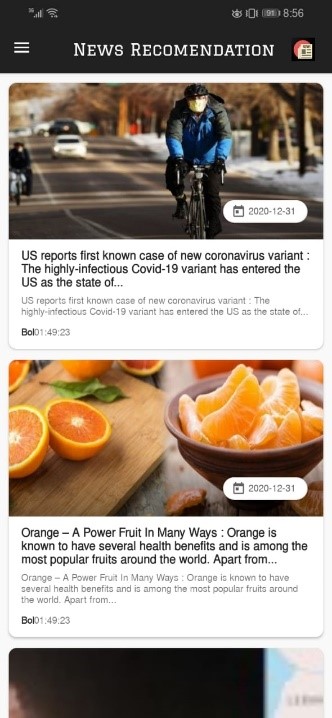 91 8:56
News Recomendation
2020-12-31
US reports first known case of new coronavirus variant :
The highly-infectious Covid-19 variant has entered the
US as the state of...
US reports first known case of new coronavirus variant : The
highly-infectious Covid-19 variant has entered the US as the state of...
Bol01:49:23
2020-12-31
Orange – A Power Fruit In Many Ways : Orange is
known to have several health benefits and is among the
most popular fruits around the world. Apart from...
Orange – A Power Fruit In Many Ways : Orange is known to have
several health benefits and is among the most popular fruits around
the world. Apart from...
Bol01:49:23